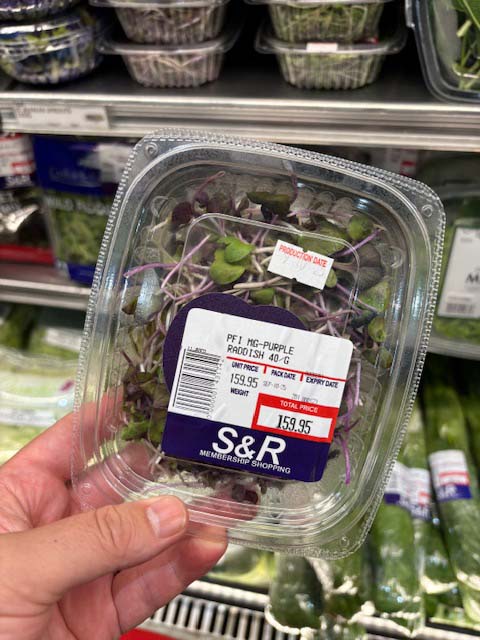 PRODUCTION DATE
PF1 MG-PURPLE
RADDISH 40/G
UNIT PRICE
PACK DATE
EXPIRY DATE
159.95
WEIGHT
TOTAL PRICE
159.95
S&R
MEMBERSHIP SHOPPING
S&R